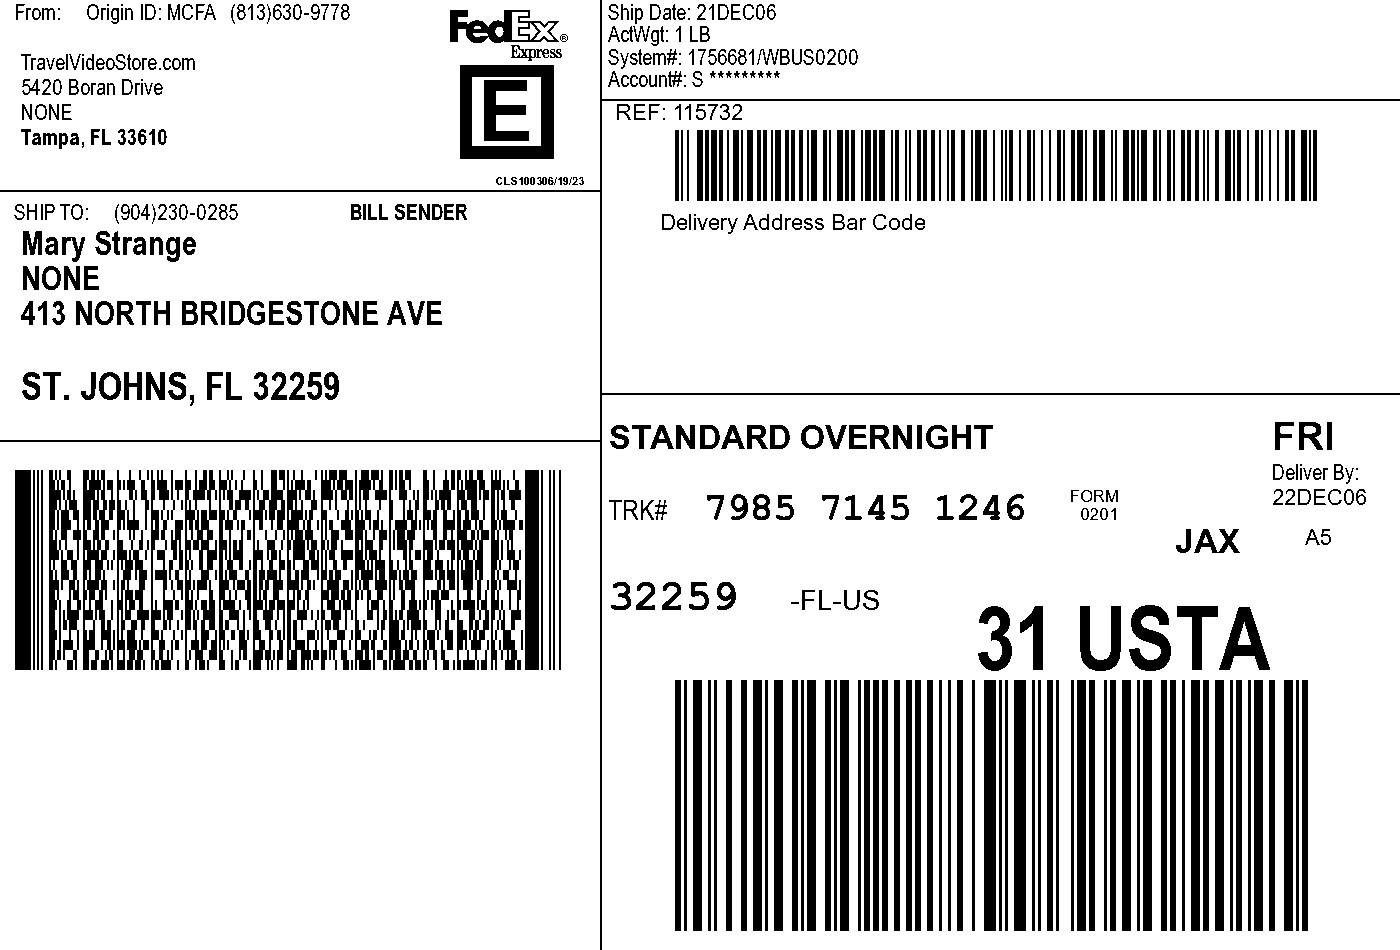 From: Origin ID: MCFA (813)630-9778
TravelVideoStore.com
5420 Boran Drive
NONE
Tampa, FL 33610
FedEx®
Express
E
CLS100306/19/23
SHIP TO: (904)230-0285 BILL SENDER
Mary Strange
NONE
413 NORTH BRIDGESTONE AVE
ST. JOHNS, FL 32259
Ship Date: 21DEC06
ActWgt: 1 LB
System#: 1756681/WBUS0200
Account#: S *********
REF: 115732
Delivery Address Bar Code
STANDARD OVERNIGHT
FRI
Deliver By:
22DEC06
TRK# 7985 7145 1246
FORM
0201
JAX
A5
32259 -FL-US
31 USTA